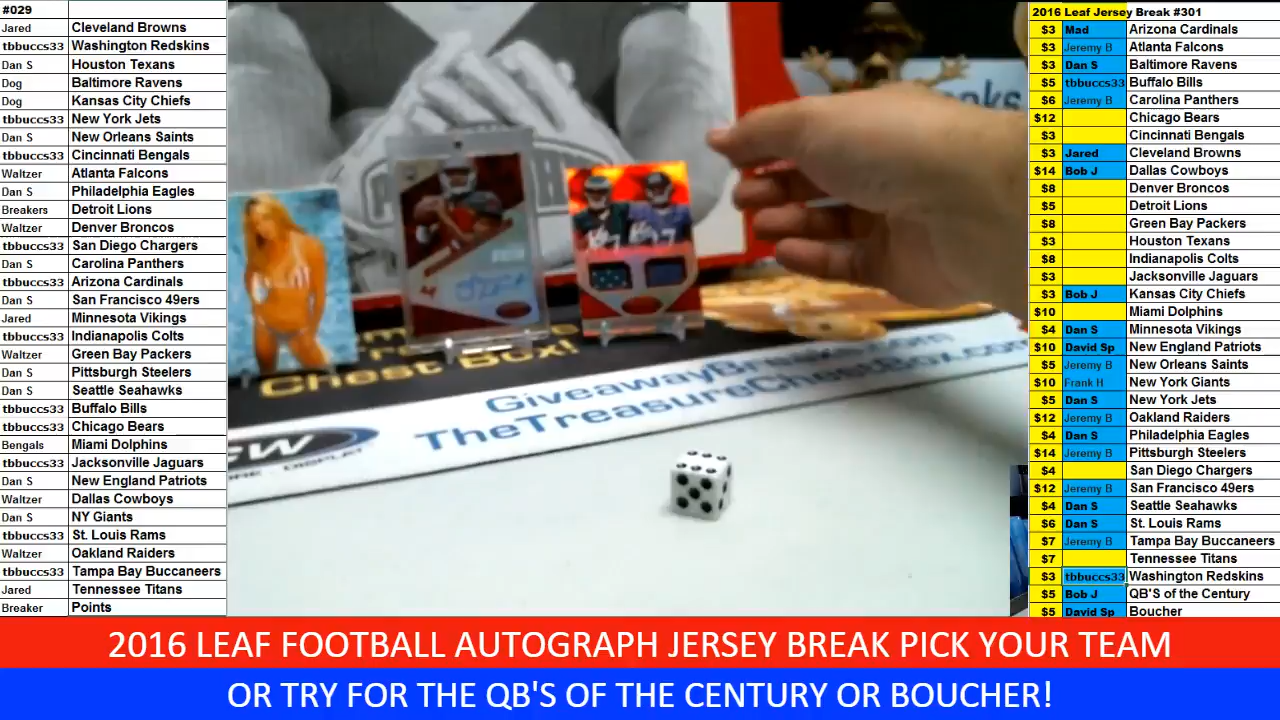 #029
Jared Cleveland Browns
tbbuccs33 Washington Redskins
Dan S Houston Texans
Dog Baltimore Ravens
Dog Kansas City Chiefs
tbbuccs33 New York Jets
Dan S New Orleans Saints
tbbuccs33 Cincinnati Bengals
Waltzer Atlanta Falcons
Dan S Philadelphia Eagles
Breakers Detroit Lions
Waltzer Denver Broncos
tbbuccs33 San Diego Chargers
Dan S Carolina Panthers
tbbuccs33 Arizona Cardinals
Dan S San Francisco 49ers
Jared Minnesota Vikings
tbbuccs33 Indianapolis Colts
Waltzer Green Bay Packers
Dan S Pittsburgh Steelers
Dan S Seattle Seahawks
tbbuccs33 Buffalo Bills
tbbuccs33 Chicago Bears
Bengals Miami Dolphins
tbbuccs33 Jacksonville Jaguars
Dan S New England Patriots
Waltzer Dallas Cowboys
Dan S NY Giants
tbbuccs33 St. Louis Rams
Waltzer Oakland Raiders
tbbuccs33 Tampa Bay Buccaneers
Jared Tennessee Titans
Breaker Points
Chest Box!
GiveawayBre
TheTreasureChestBox.com
2016 Leaf Jersey Break #301
$3 Mad Arizona Cardinals
$3 Jeremy B Atlanta Falcons
$3 Dan S Baltimore Ravens
$5 tbbuccs33 Buffalo Bills
$6 Jeremy B Carolina Panthers
$12 Chicago Bears
$3 Cincinnati Bengals
$3 Jared Cleveland Browns
$14 Bob J Dallas Cowboys
$8 Denver Broncos
$5 Detroit Lions
$8 Green Bay Packers
$3 Houston Texans
$8 Indianapolis Colts
$3 Jacksonville Jaguars
$3 Bob J Kansas City Chiefs
$10 Miami Dolphins
$4 Dan S Minnesota Vikings
$10 David Sp New England Patriots
$5 Jeremy B New Orleans Saints
$10 Frank H New York Giants
$5 Dan S New York Jets
$12 Jeremy B Oakland Raiders
$4 Dan S Philadelphia Eagles
$14 Jeremy B Pittsburgh Steelers
$4 San Diego Chargers
$12 Jeremy B San Francisco 49ers
$4 Dan S Seattle Seahawks
$6 Dan S St. Louis Rams
$7 Jeremy B Tampa Bay Buccaneers
$7 Tennessee Titans
$3 tbbuccs33 Washington Redskins
$5 Bob J QB'S of the Century
$5 David Sp Boucher
2016 LEAF FOOTBALL AUTOGRAPH JERSEY BREAK PICK YOUR TEAM
OR TRY FOR THE QB'S OF THE CENTURY OR BOUCHER!